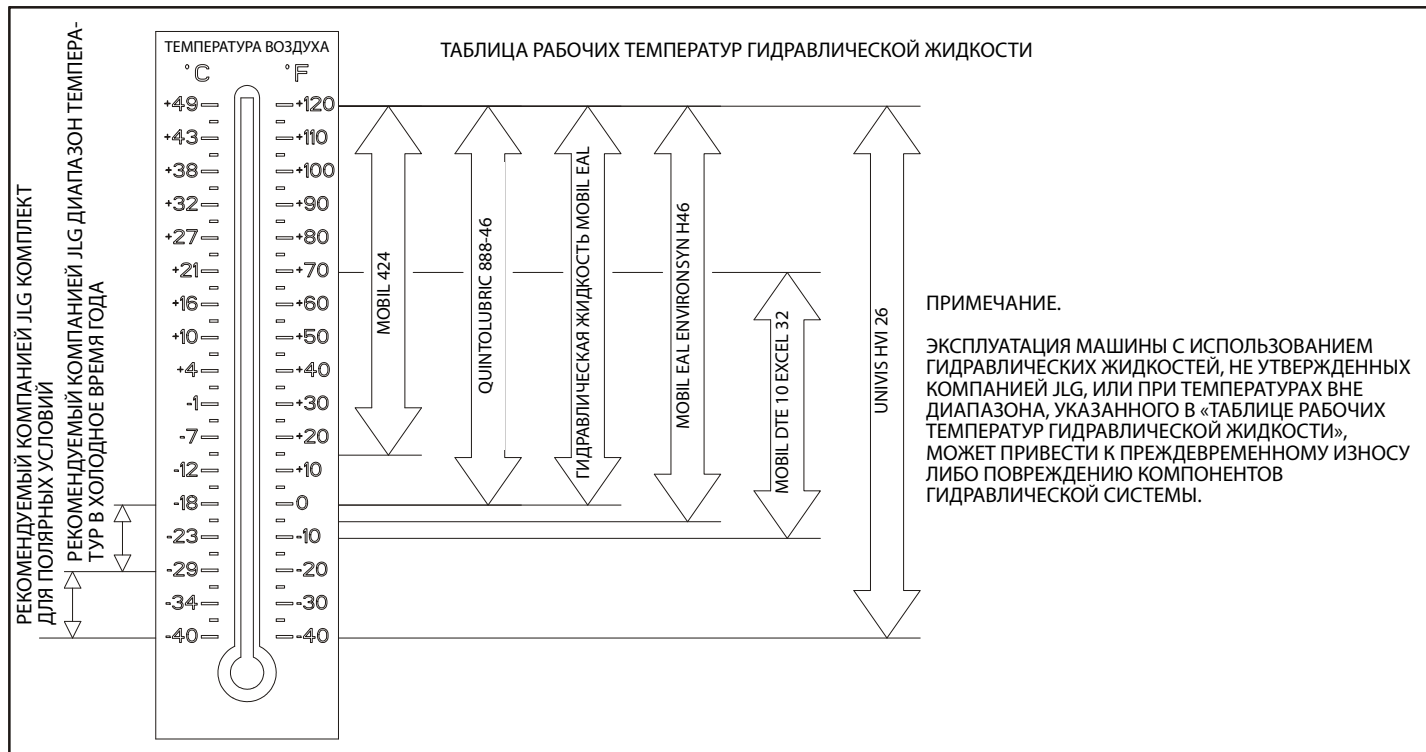 ТАБЛИЦА РАБОЧИХ ТЕМПЕРАТУР ГИДРАВЛИЧЕСКОЙ ЖИДКОСТИ
ТЕМПЕРАТУРА ВОЗДУХА
°C °F
+49 +120
+43 +110
+38 +100
+32 +90
+27 +80
+21 +70
+16 +60
+10 +50
+4 +40
-1 +30
-7 +20
-12 +10
-18 0
-23 -10
-29 -20
-34 -30
-40 -40
РЕКОМЕНДУЕМЫЙ КОМПАНИЕЙ JLG КОМПЛЕКТ
ДЛЯ ПОЛЯРНЫХ УСЛОВИЙ
РЕКОМЕНДУЕМЫЙ КОМПАНИЕЙ JLG ДИАПАЗОН ТЕМПЕРА-
ТУР В ХОЛОДНОЕ ВРЕМЯ ГОДА
MOBIL 424
QUINTOLUBRIC 888-46
ГИДРАВЛИЧЕСКАЯ ЖИДКОСТЬ MOBIL EAL
MOBIL EAL ENVIRONSYN H46
MOBIL DTE 10 EXCEL 32
UNIVIS HVI 26
ПРИМЕЧАНИЕ.
ЭКСПЛУАТАЦИЯ МАШИНЫ С ИСПОЛЬЗОВАНИЕМ
ГИДРАВЛИЧЕСКИХ ЖИДКОСТЕЙ, НЕ УТВЕРЖДЕННЫХ
КОМПАНИЕЙ JLG, ИЛИ ПРИ ТЕМПЕРАТУРАХ ВНЕ
ДИАПАЗОНА, УКАЗАННОГО В «ТАБЛИЦЕ РАБОЧИХ
ТЕМПЕРАТУР ГИДРАВЛИЧЕСКОЙ ЖИДКОСТИ»,
МОЖЕТ ПРИВЕСТИ К ПРЕЖДЕВРЕМЕННОМУ ИЗНОСУ
ЛИБО ПОВРЕЖДЕНИЮ КОМПОНЕНТОВ
ГИДРАВЛИЧЕСКОЙ СИСТЕМЫ.